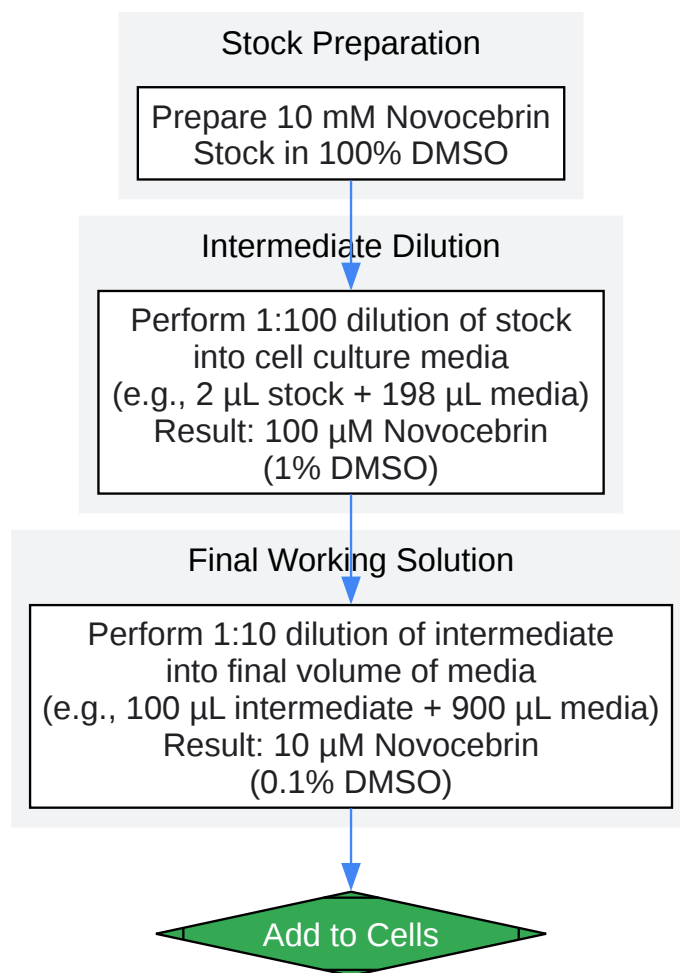 Stock Preparation
Prepare 10 mM Novocebrin
Stock in 100% DMSO
Intermediate Dilution
Perform 1:100 dilution of stock
into cell culture media
(e.g., 2 µL stock + 198 µL media)
Result: 100 µM Novocebrin
(1% DMSO)
Final Working Solution
Perform 1:10 dilution of intermediate
into final volume of media
(e.g., 100 µL intermediate + 900 µL media)
Result: 10 µM Novocebrin
(0.1% DMSO)
Add to Cells